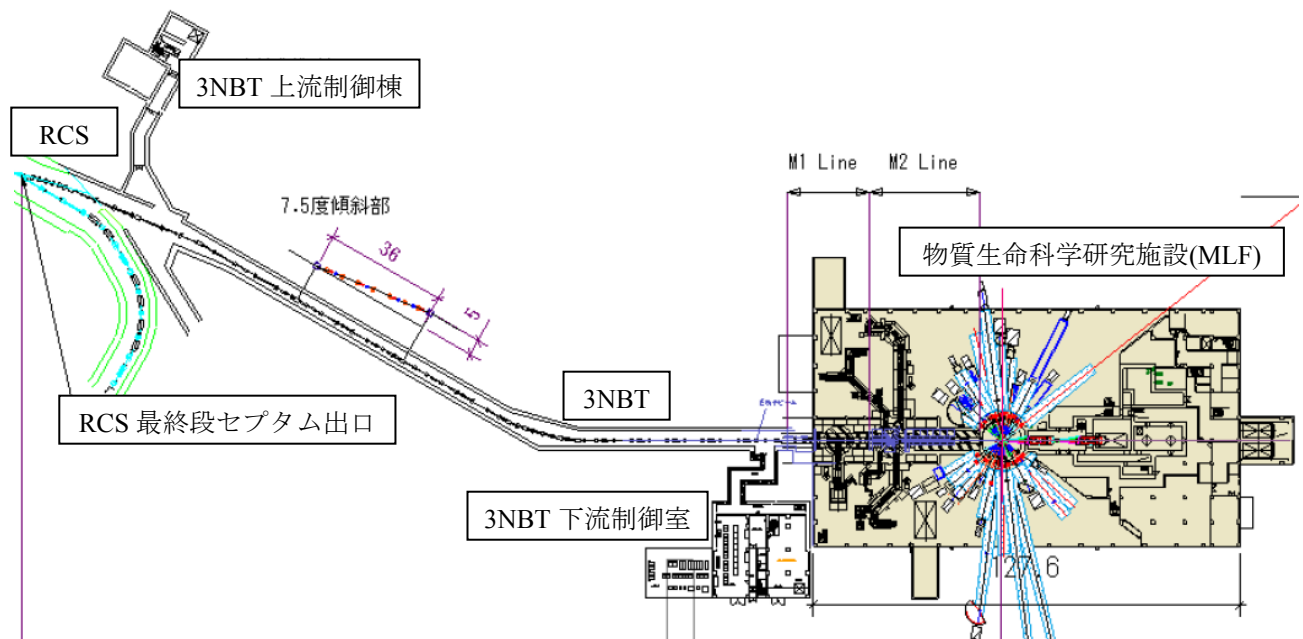 3NBT 上流制御棟
RCS
M1 Line
M2 Line
7.5度傾斜部
36
5
物質生命科学研究施設(MLF)
3NBT
RCS 最終段セプタム出口
3NBT 下流制御室
127.6